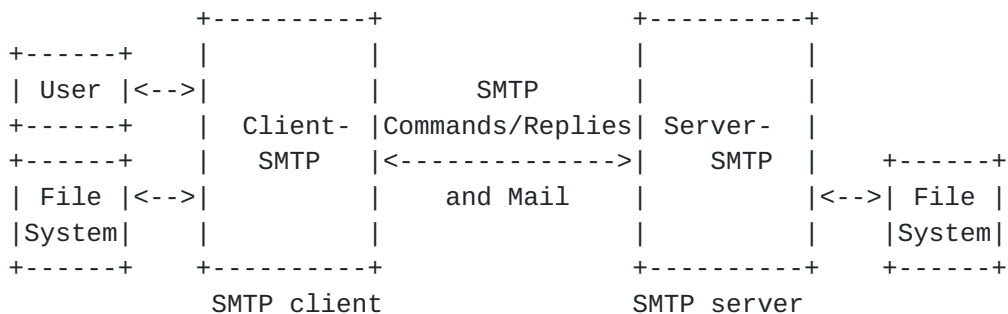 +----------+                +----------+
+------+    |          |                |          |
| User |<-->|          |      SMTP      |          |
+------+    |  Client- |Commands/Replies| Server-  |
+------+    |   SMTP   |<-------------->|    SMTP  |    +------+
| File |<-->|          |    and Mail    |          |<-->| File |
|System|    |          |                |          |    |System|
+------+    +----------+                +----------+    +------+
             SMTP client                SMTP server